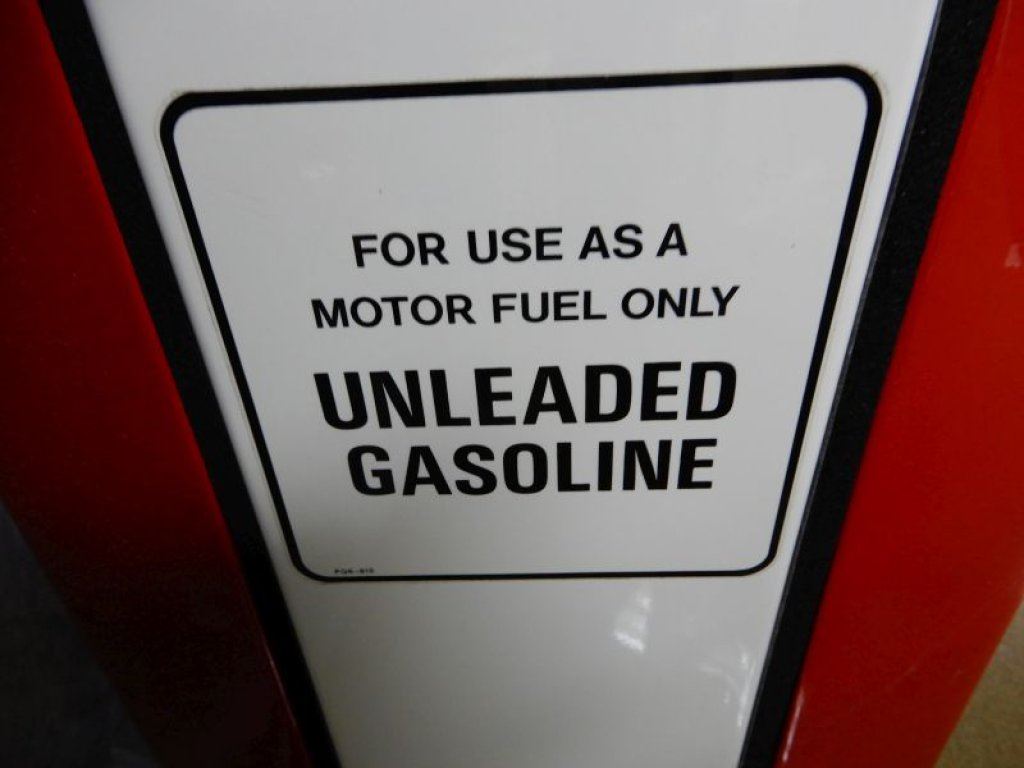 FOR USE AS A
MOTOR FUEL ONLY
UNLEADED
GASOLINE